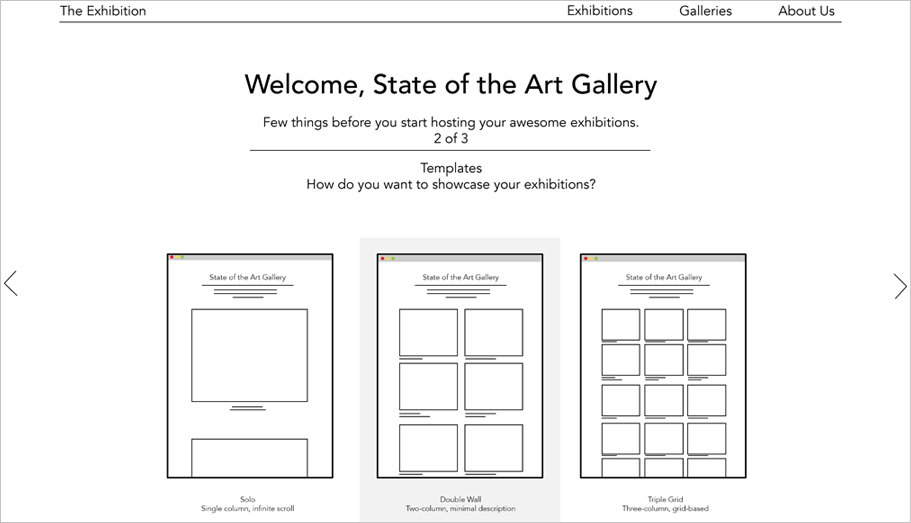 The Exhibition
Exhibitions
Galleries
About Us
Welcome, State of the Art Gallery
Few things before you start hosting your awesome exhibitions.
2 of 3
Templates
How do you want to showcase your exhibitions?
State of the Art Gallery
State of the Art Gallery
State of the Art Gallery
Solo
Single column, infinite scroll
Double Wall
Two-column, minimal description
Triple Grid
Three-column, grid-based